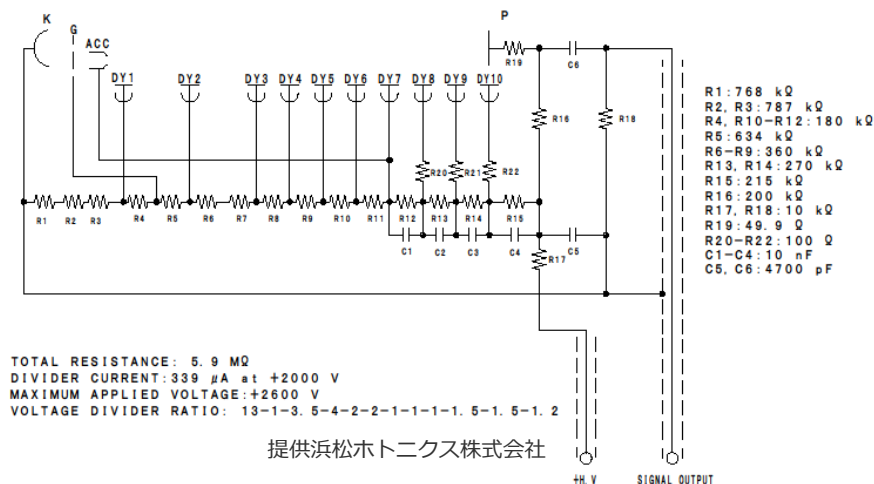 K
G
ACC
P
DY1 DY2 DY3 DY4 DY5 DY6 DY7 DY8 DY9 DY10
R19
C6
R16
R18
R20 R21 R22
R1 R2 R3 R4 R5 R6 R7 R8 R9 R10 R11 R12 R13 R14 R15
C1 C2 C3 C4 C5
R17
R1:768 kΩ
R2,R3:787 kΩ
R4,R10-R12:180 kΩ
R5:634 kΩ
R6-R9:360 kΩ
R13,R14:270 kΩ
R15:215 kΩ
R16:200 kΩ
R17,R18:10 kΩ
R19:49.9 Ω
R20-R22:100 Ω
C1-C4:10 nF
C5,C6:4700 pF
TOTAL RESISTANCE: 5.9 MΩ
DIVIDER CURRENT:339 µA at +2000 V
MAXIMUM APPLIED VOLTAGE:+2600 V
VOLTAGE DIVIDER RATIO: 13-1-3.5-4-2-2-1-1-1-1.5-1.5-1.2
提供浜松ホトニクス株式会社
+H.V SIGNAL OUTPUT